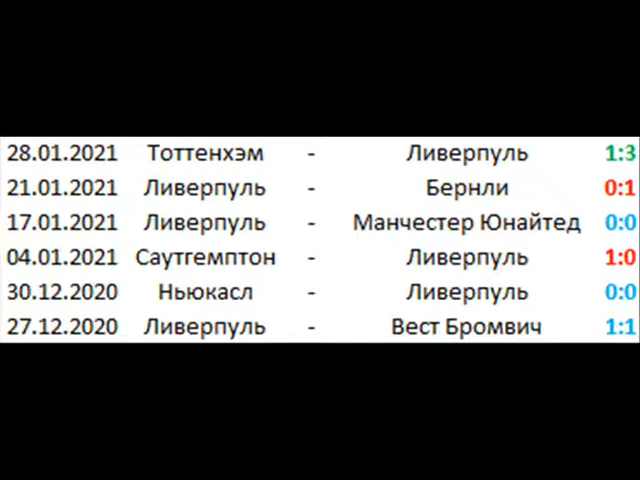 28.01.2021 Тоттенхэм - Ливерпуль 1:3
21.01.2021 Ливерпуль - Бернли 0:1
17.01.2021 Ливерпуль - Манчестер Юнайтед 0:0
04.01.2021 Саутгемптон - Ливерпуль 1:0
30.12.2020 Ньюкасл - Ливерпуль 0:0
27.12.2020 Ливерпуль - Вест Бромвич 1:1